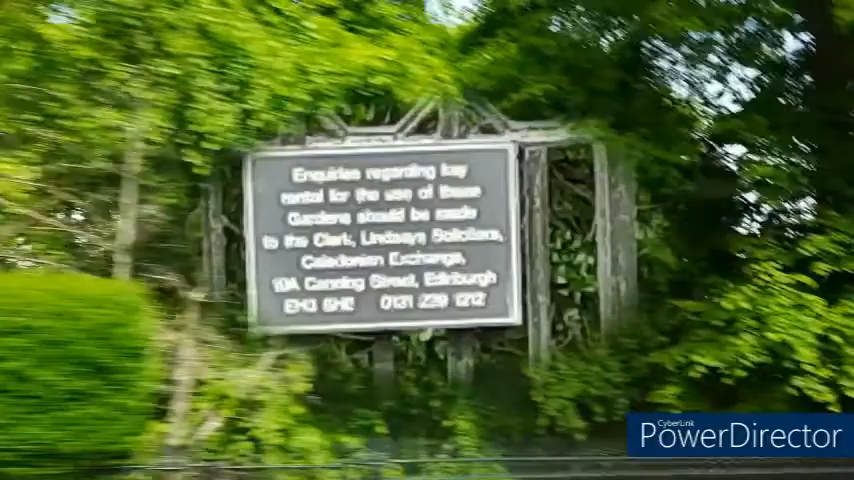 Enquiries regarding key
rental for the use of these
Gardens should be made
to the Clerk, Lindsays Solicitors,
Caledonian Exchange,
19A Canning Street, Edinburgh
EH3 8HE 0131 229 1212
CyberLink
PowerDirector